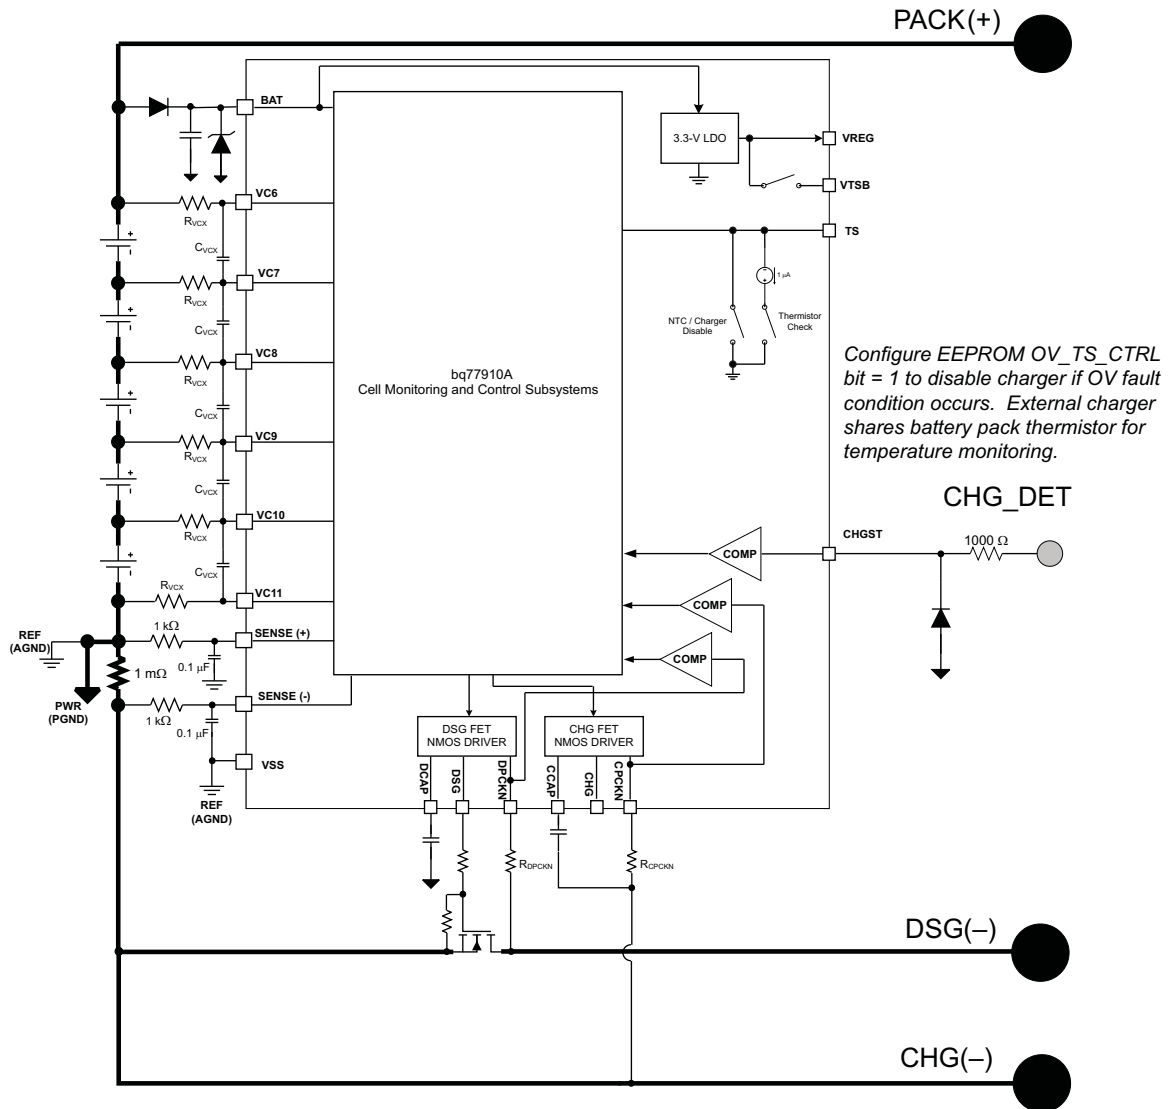 PACK(+)
BAT
3.3-V LDO
VREG
VTSB
VC6
RVCX
CVCX
TS
VC7
RVCX
1 μA
CVCX
NTC / Charger
Disable
Thermistor
Check
VC8
RVCX
bq77910A
Cell Monitoring and Control Subsystems
Configure EEPROM OV_TS_CTRL
bit = 1 to disable charger if OV fault
condition occurs. External charger
shares battery pack thermistor for
temperature monitoring.
CVCX
VC9
RVCX
CVCX
CHG_DET
VC10
RVCX
CHGST
1000 Ω
COMP
CVCX
RVCX
VC11
COMP
1 kΩ
SENSE (+)
REF
(AGND)
0.1 μF
COMP
1 mΩ
SENSE (-)
PWR
(PGND)
1 kΩ
0.1 μF
DSG FET
NMOS DRIVER
CHG FET
NMOS DRIVER
VSS
DCAP
DSG
DPCKN
CCAP
CHG
CPCKN
REF
(AGND)
RDPCKN
RCPCKN
DSG(–)
CHG(–)